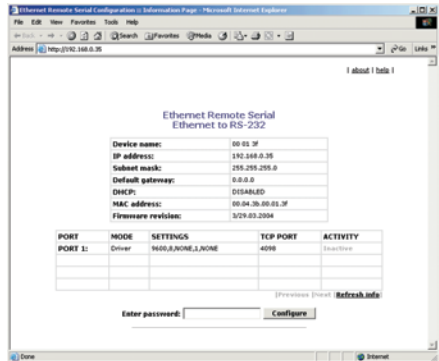 Ethernet Remote Serial Configuration :: Information Page - Microsoft Internet Explorer
File Edit View Favorites Tools Help
Back Search Favorites Media
Address http://192.168.0.35 Go Links »
| about | help |
Ethernet Remote Serial
Ethernet to RS-232
Device name: 00 01 3f
IP address: 192.168.0.35
Subnet mask: 255.255.255.0
Default gateway: 0.0.0.0
DHCP: DISABLED
MAC address: 00.04.3b.00.01.3f
Firmware revision: 3/29.03.2004
PORT MODE SETTINGS TCP PORT ACTIVITY
PORT 1: Driver 9600,8,NONE,1,NONE 4098 Inactive
|Previous |Next |Refresh info|
Enter password: Configure
Done Internet